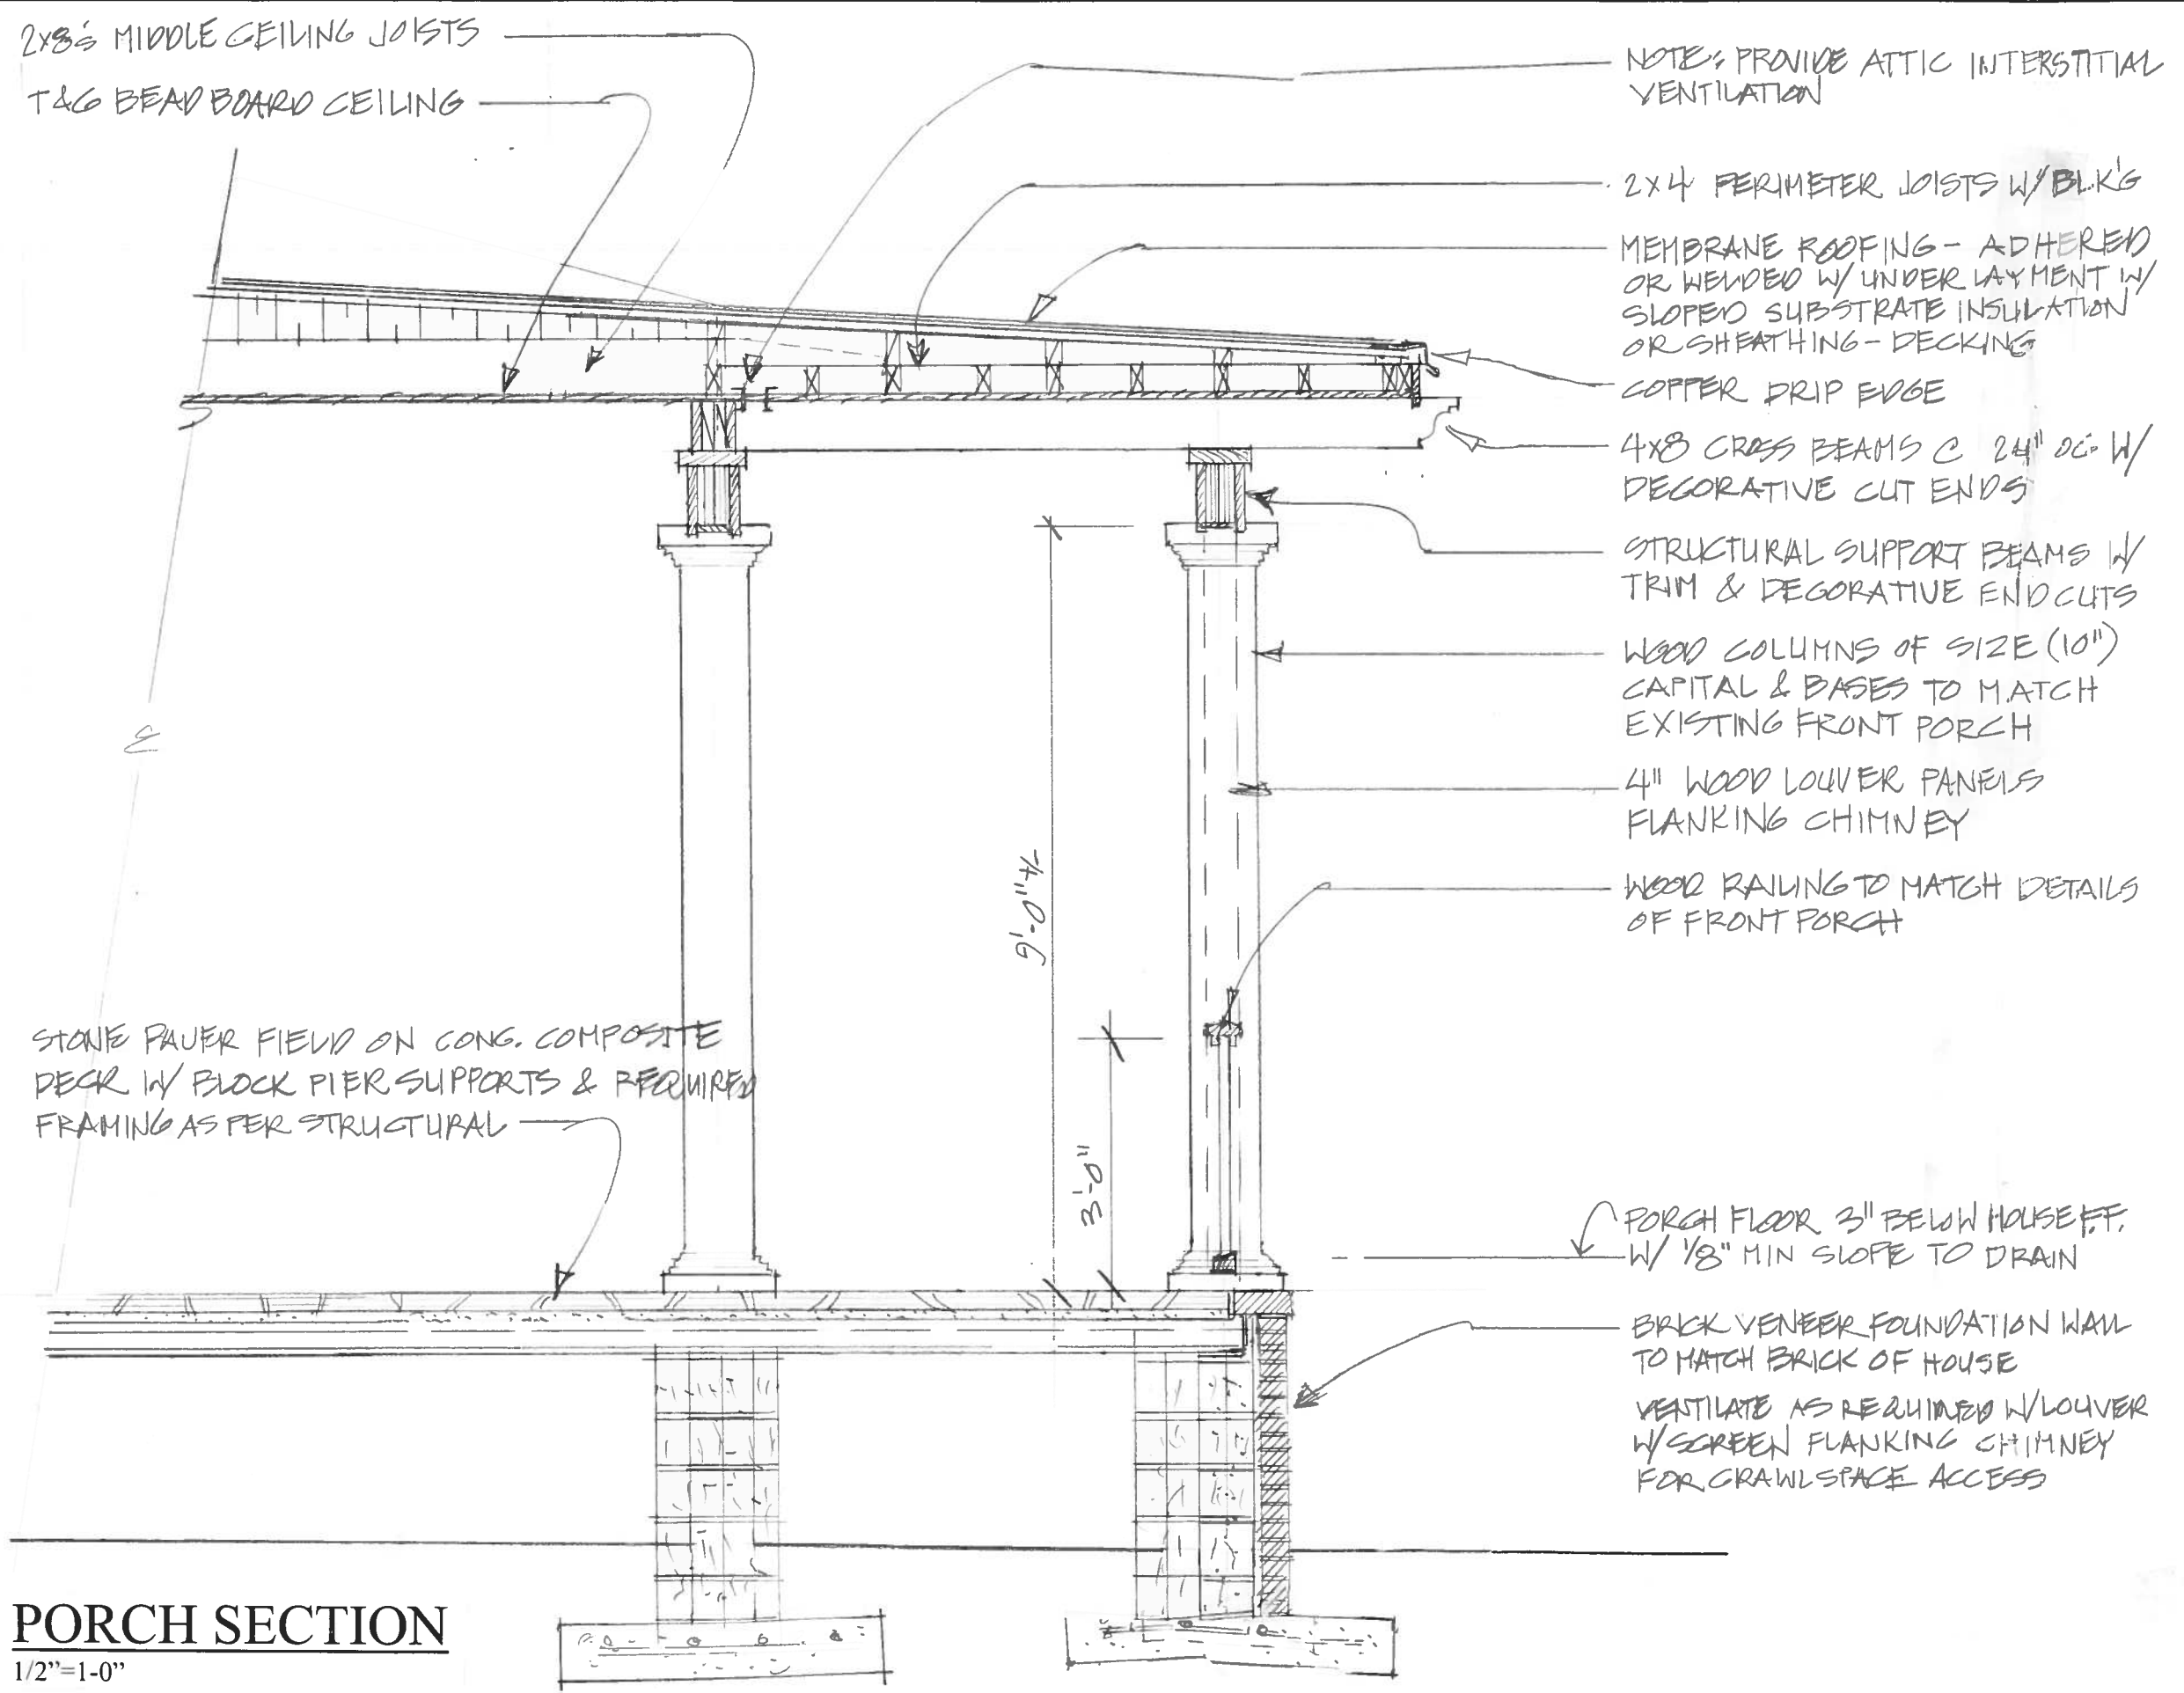 2x8's MIDDLE CEILING JOISTS
T&G BEAD BOARD CEILING
NOTE: PROVIDE ATTIC INTERSTITIAL
VENTILATION
2x4 PERIMETER JOISTS W/ BLK'G
MEMBRANE ROOFING - ADHERED
OR WELDED W/ UNDERLAYMENT W/
SLOPED SUBSTRATE INSULATION
OR SHEATHING - DECKING
COPPER DRIP EDGE
4x8 CROSS BEAMS @ 24" OC. W/
DECORATIVE CUT ENDS
STRUCTURAL SUPPORT BEAMS W/
TRIM & DECORATIVE END CUTS
WOOD COLUMNS OF SIZE (10")
CAPITAL & BASES TO MATCH
EXISTING FRONT PORCH
4" WOOD LOUVER PANELS
FLANKING CHIMNEY
WOOD RAILING TO MATCH DETAILS
OF FRONT PORCH
9'-0"+/-
3'-0"
STONE PAVER FIELD ON CONC. COMPOSITE
DECK W/ BLOCK PIER SUPPORTS & REQUIRED
FRAMING AS PER STRUCTURAL
PORCH FLOOR 3" BELOW HOUSE F.F.
W/ 1/8" MIN SLOPE TO DRAIN
BRICK VENEER FOUNDATION WALL
TO MATCH BRICK OF HOUSE
VENTILATE AS REQUIRED W/ LOUVER
W/ SCREEN FLANKING CHIMNEY
FOR CRAWLSPACE ACCESS
PORCH SECTION
1/2"=1-0"